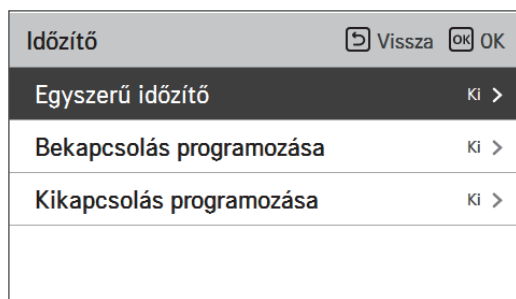 Időzítő Vissza OK OK
Egyszerű időzítő Ki >
Bekapcsolás programozása Ki >
Kikapcsolás programozása Ki >